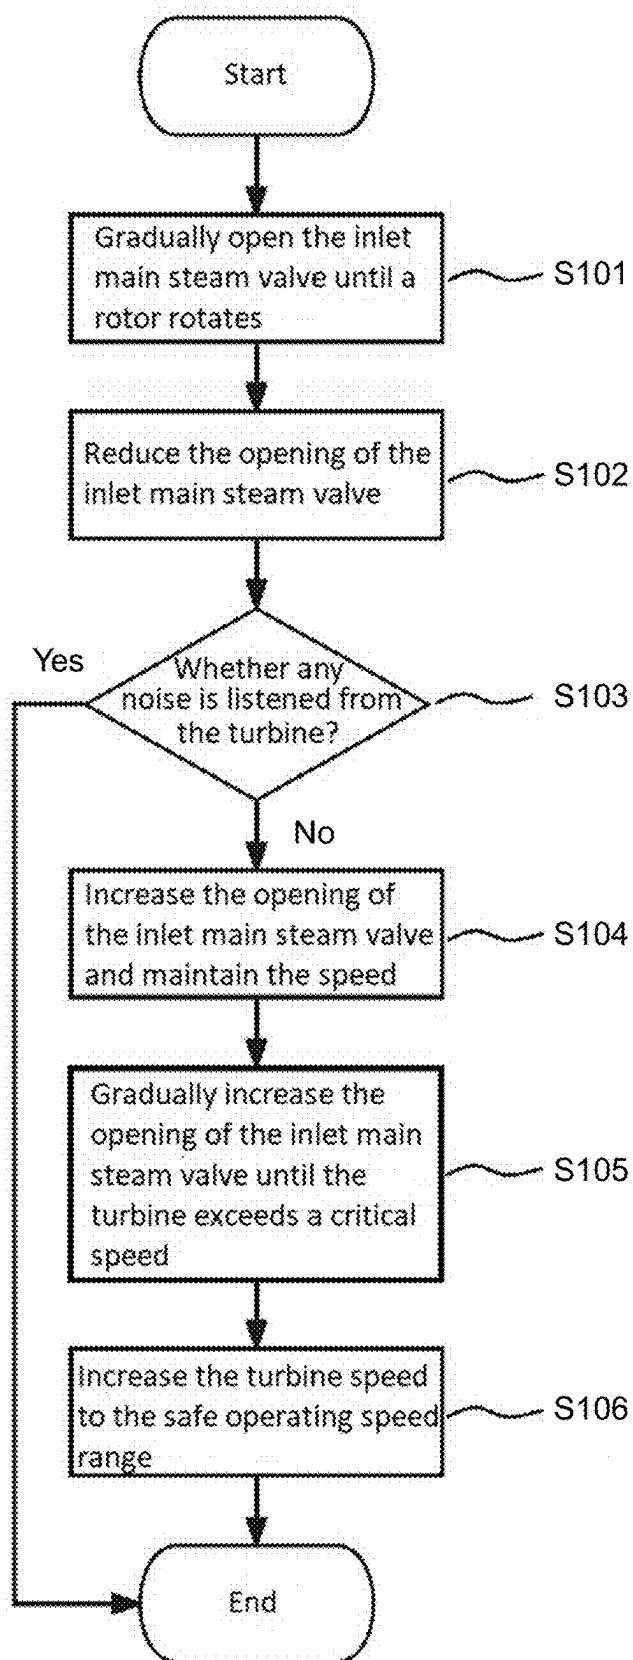 Start
Gradually open the inlet
main steam valve until a
rotor rotates
S101
Reduce the opening of the
inlet main steam valve
S102
Yes
Whether any
noise is listened from
the turbine?
S103
No
Increase the opening of
the inlet main steam valve
and maintain the speed
S104
Gradually increase the
opening of the inlet main
steam valve until the
turbine exceeds a critical
speed
S105
Increase the turbine speed
to the safe operating speed
range
S106
End